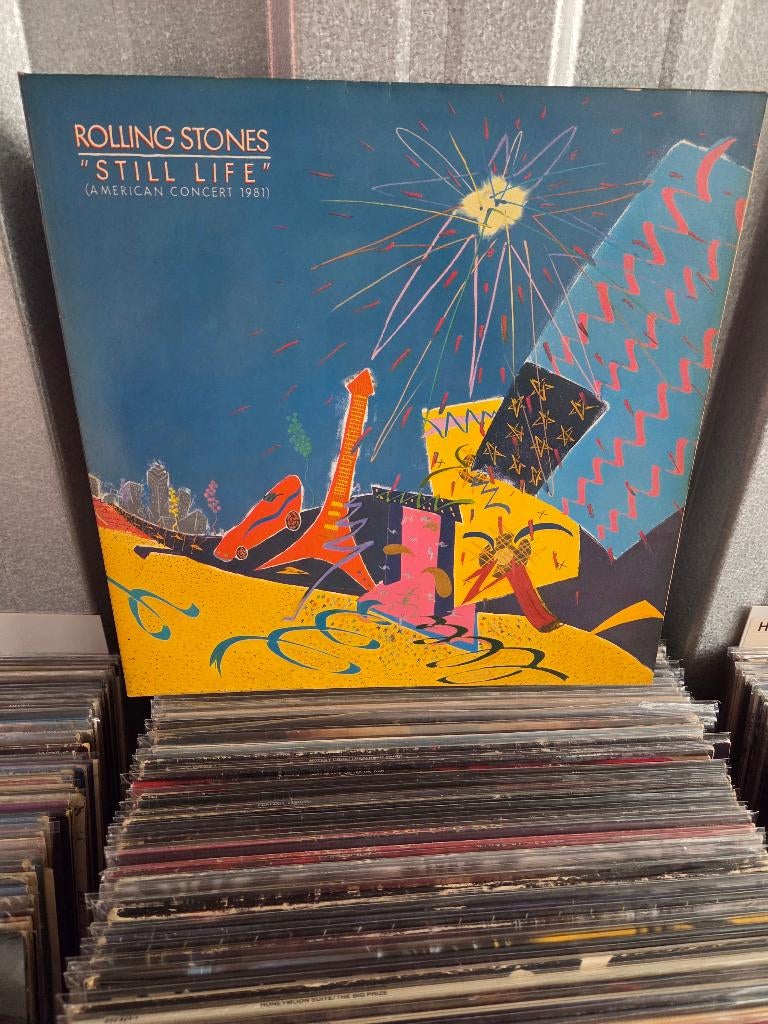 ROLLING STONES
"STILL LIFE"
(AMERICAN CONCERT 1981)
H
HONEYMOON SUITE/THE BIG PRIZE